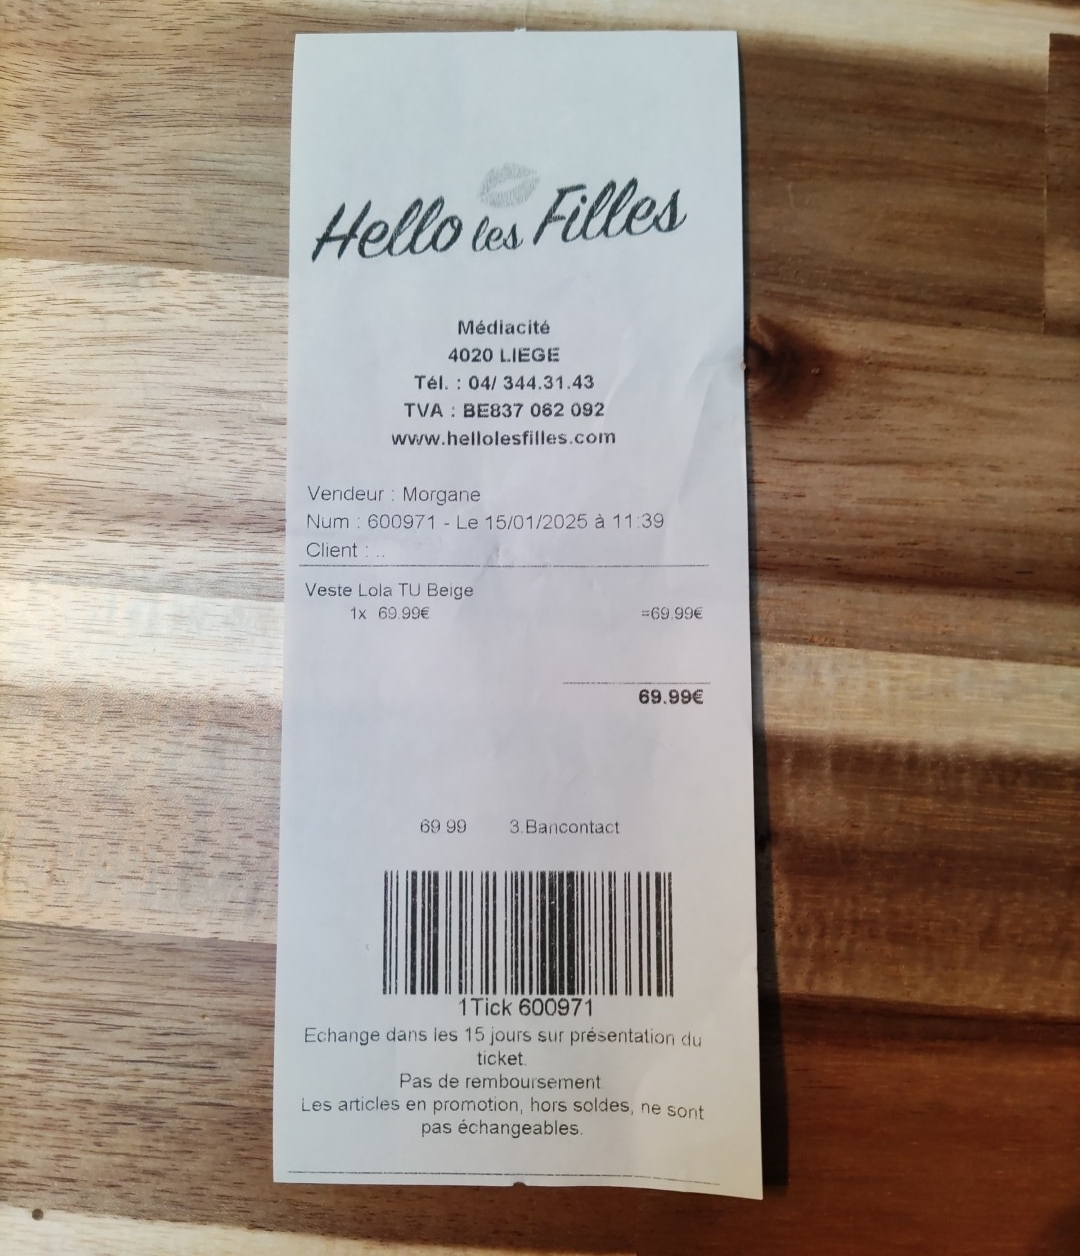 Hello les Filles
Médiacité
4020 LIEGE
Tél. : 04/ 344.31.43
TVA : BE837 062 092
www.hellolesfilles.com
Vendeur : Morgane
Num : 600971 - Le 15/01/2025 à 11:39
Client : ..
Veste Lola TU Beige
1x 69.99€ =69.99€
69.99€
69 99 3.Bancontact
1Tick 600971
Echange dans les 15 jours sur présentation du
ticket.
Pas de remboursement
Les articles en promotion, hors soldes, ne sont
pas échangeables.